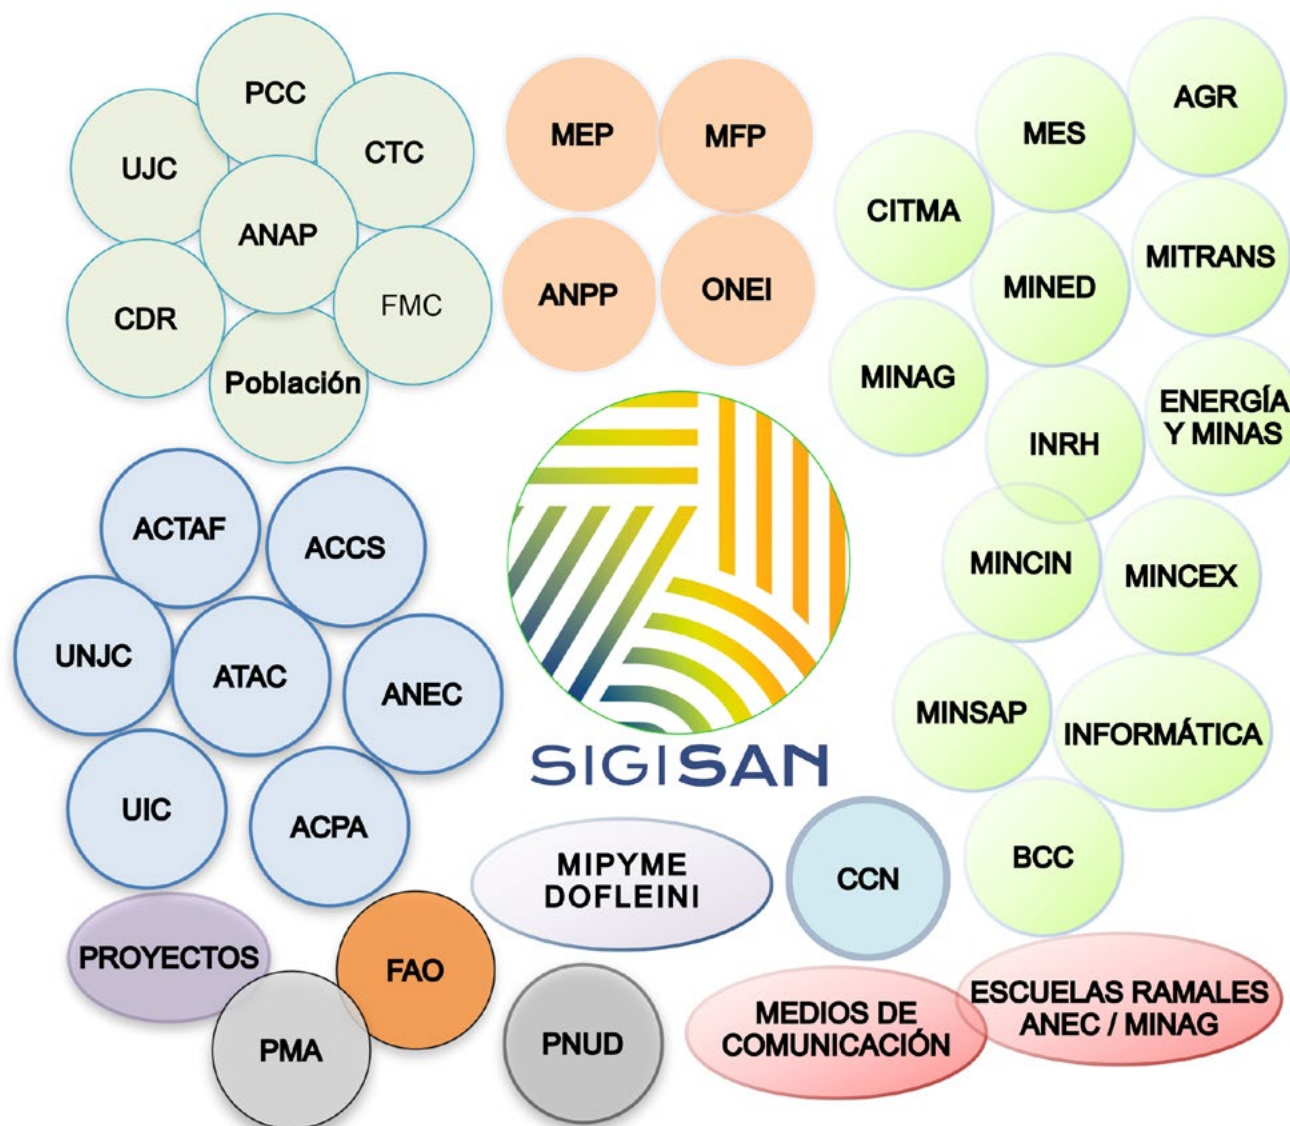 PCC
UJC
CTC
ANAP
CDR
FMC
Población
MEP
MFP
ANPP
ONEI
AGR
MES
CITMA
MITRANS
MINED
MINAG
ENERGÍA
Y MINAS
INRH
MINCIN
MINCEX
MINSAP
INFORMÁTICA
BCC
ACTAF
ACCS
UNJC
ATAC
ANEC
UIC
ACPA
SIGISAN
MIPYME
DOFLEINI
CCN
PROYECTOS
FAO
PMA
PNUD
MEDIOS DE
COMUNICACIÓN
ESCUELAS RAMALES
ANEC / MINAG